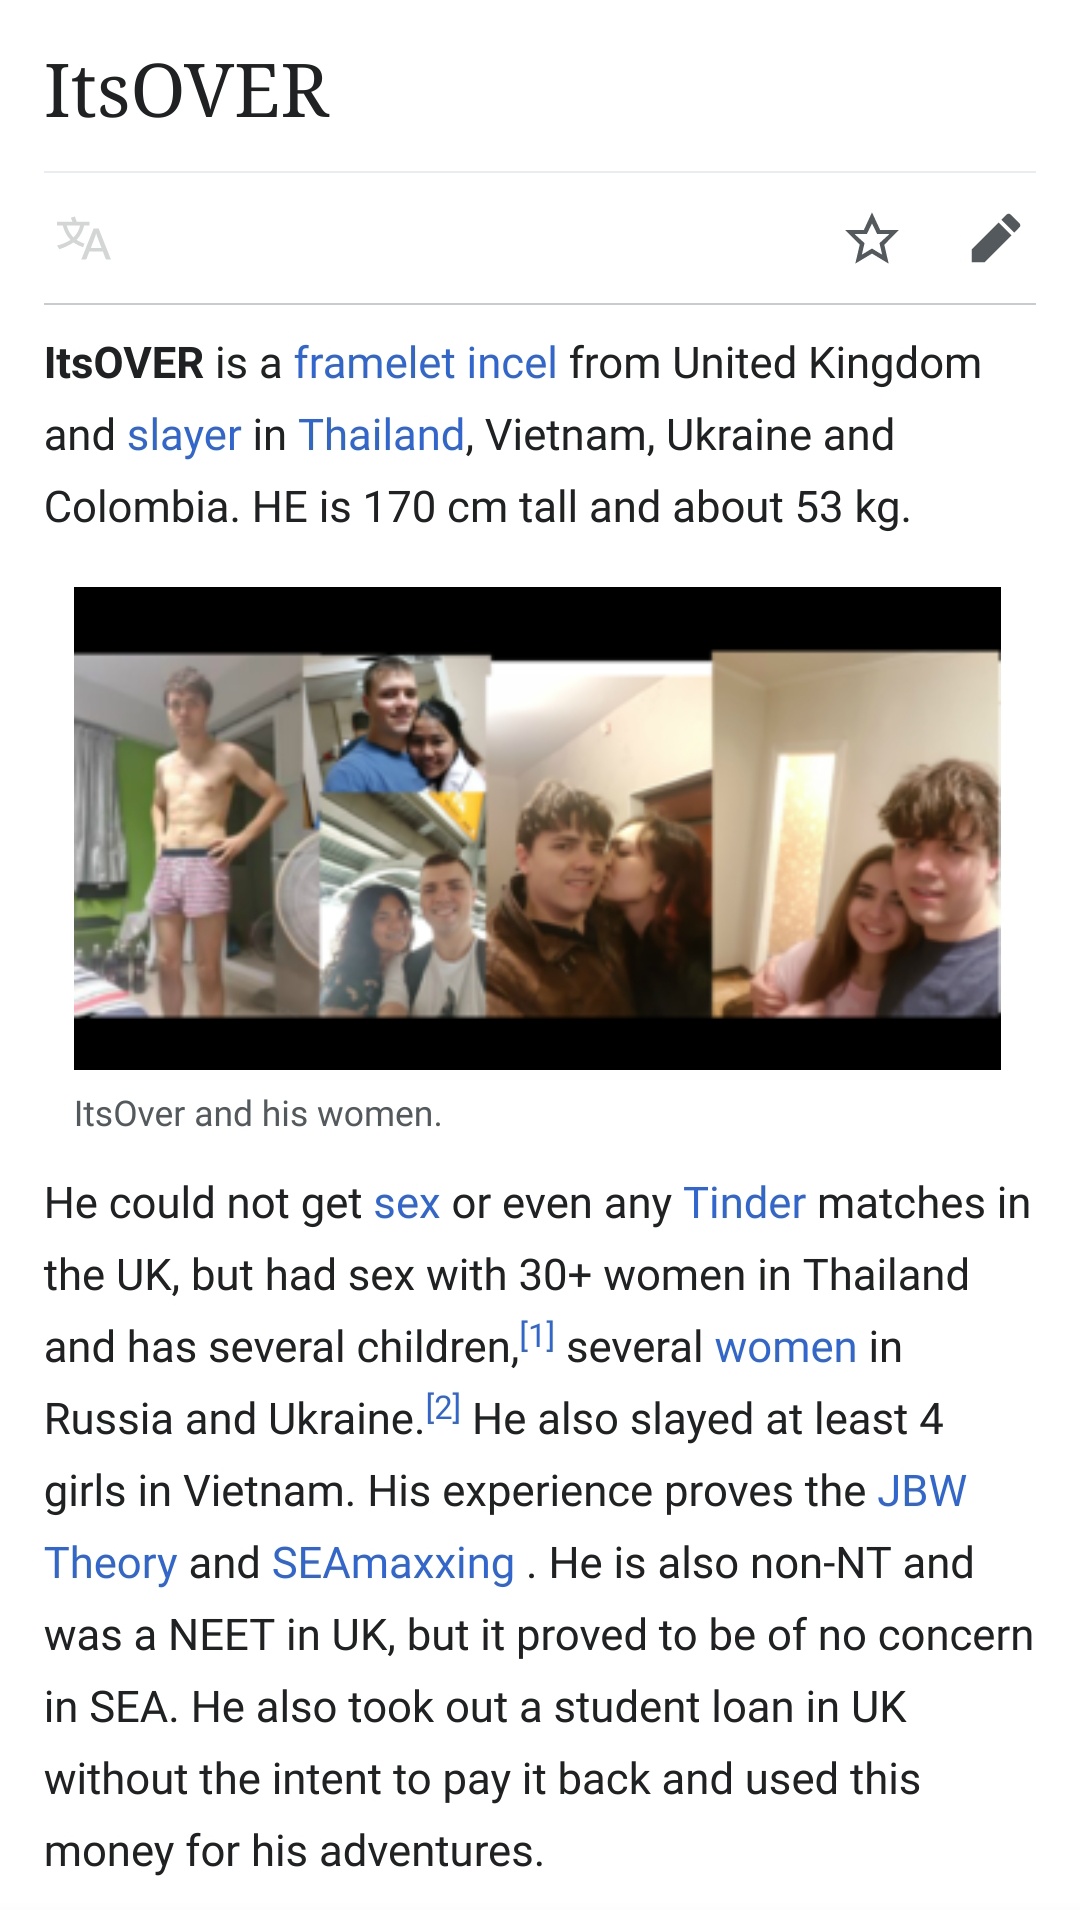 ItsOVER
ItsOVER is a framelet incel from United Kingdom
and slayer in Thailand, Vietnam, Ukraine and
Colombia. HE is 170 cm tall and about 53 kg.
ItsOver and his women.
He could not get sex or even any Tinder matches in
the UK, but had sex with 30+ women in Thailand
and has several children,[1] several women in
Russia and Ukraine.[2] He also slayed at least 4
girls in Vietnam. His experience proves the JBW
Theory and SEAmaxxing . He is also non-NT and
was a NEET in UK, but it proved to be of no concern
in SEA. He also took out a student loan in UK
without the intent to pay it back and used this
money for his adventures.